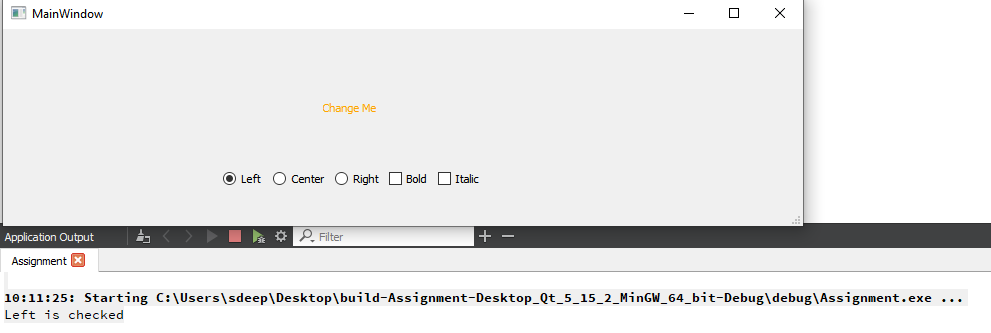 MainWindow
Change Me
Left Center Right Bold Italic
Application Output Filter
Assignment
10:11:25: Starting C:\Users\sdeep\Desktop\build-Assignment-Desktop_Qt_5_15_2_MinGW_64_bit-Debug\debug\Assignment.exe ...
Left is checked